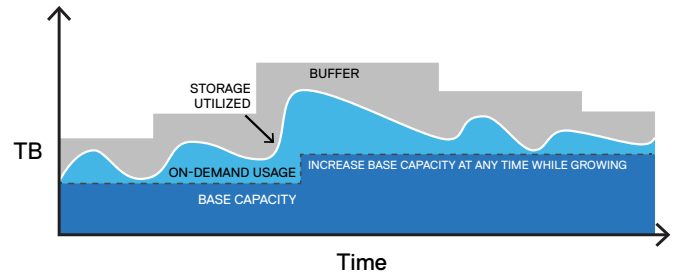 BUFFER
STORAGE
UTILIZED
TB
ON-DEMAND USAGE
INCREASE BASE CAPACITY AT ANY TIME WHILE GROWING
BASE CAPACITY
Time